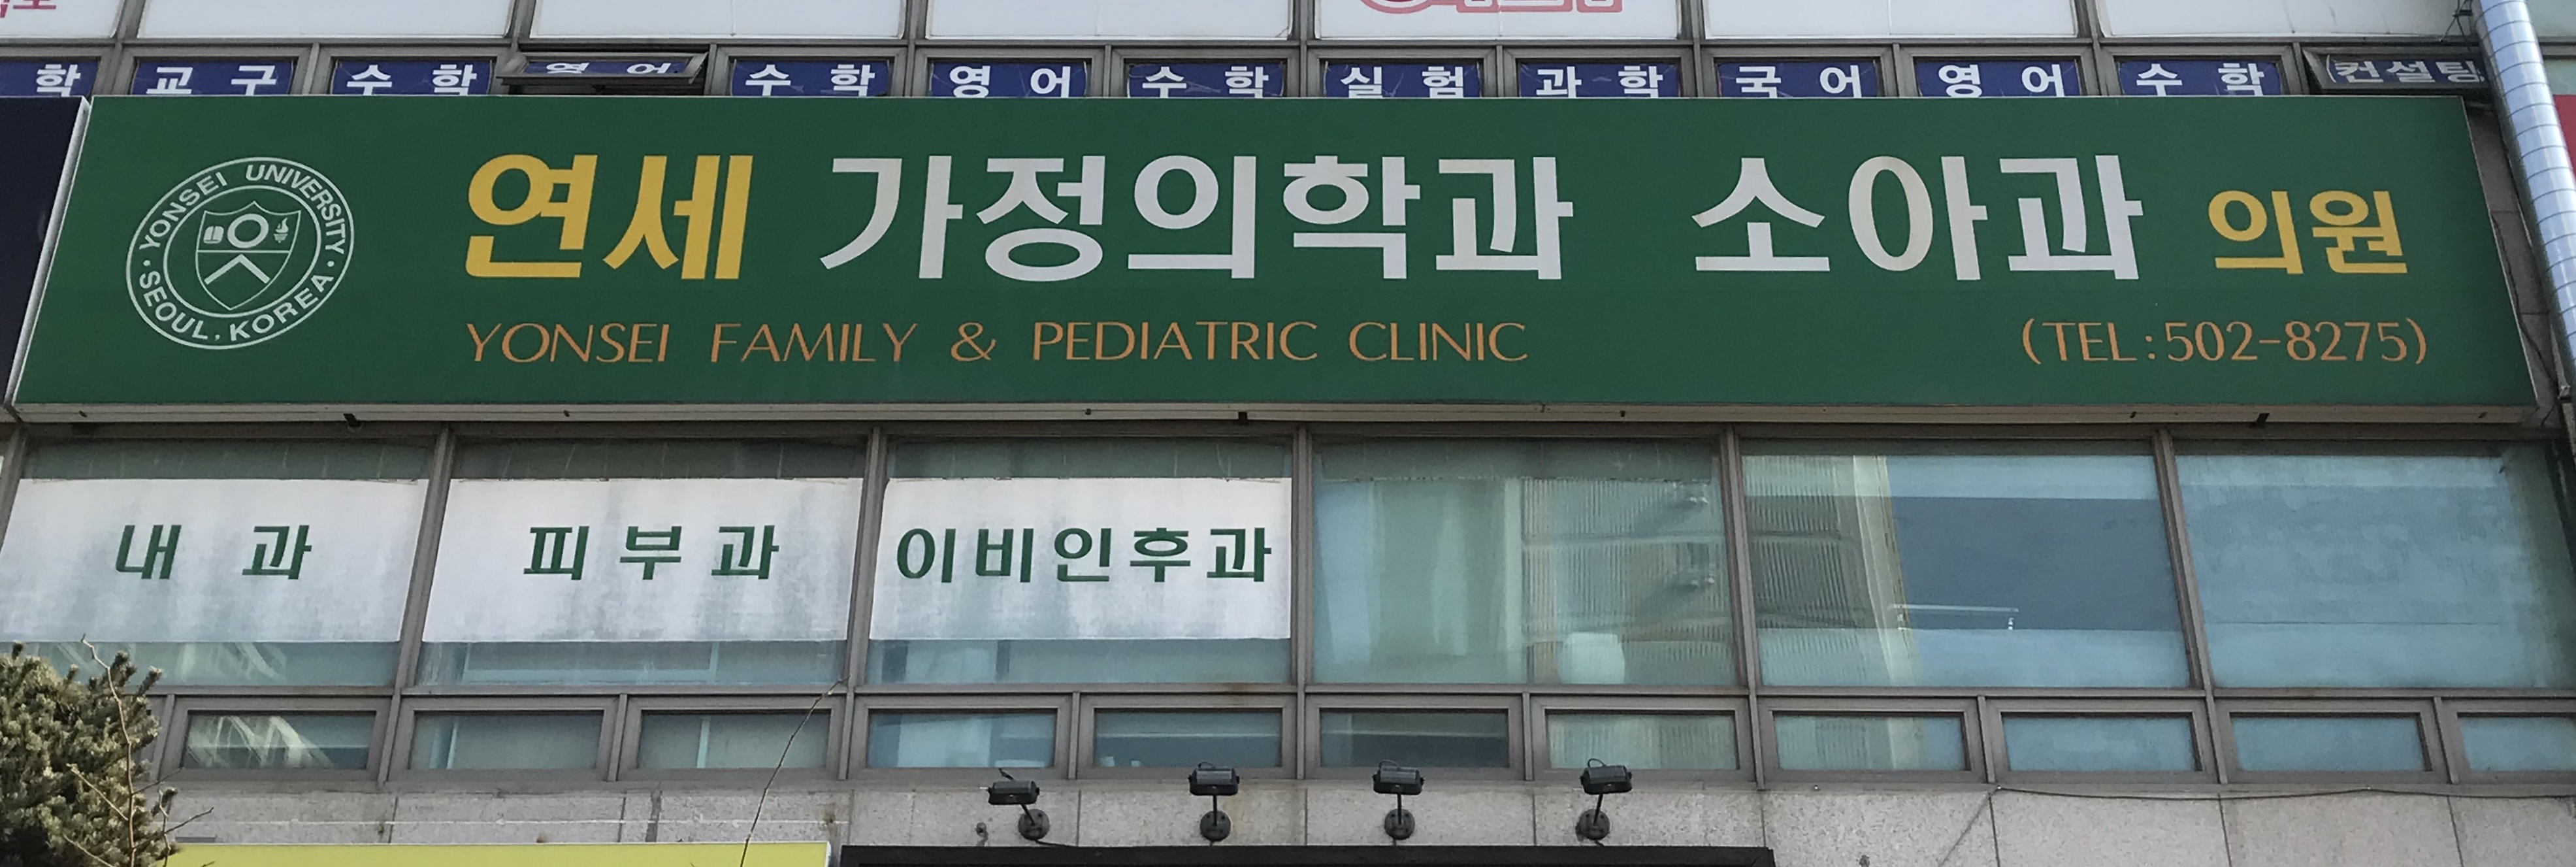 학 교 구 수 학 영 어 수 학 영 어 수 학 실 험 과 학 국 어 영 어 수 학 컨설팅
YONSEI UNIVERSITY · SEOUL, KOREA ·
연세 가정의학과 소아과 의원
YONSEI FAMILY & PEDIATRIC CLINIC (TEL:502-8275)
내 과 피 부 과 이비인후과